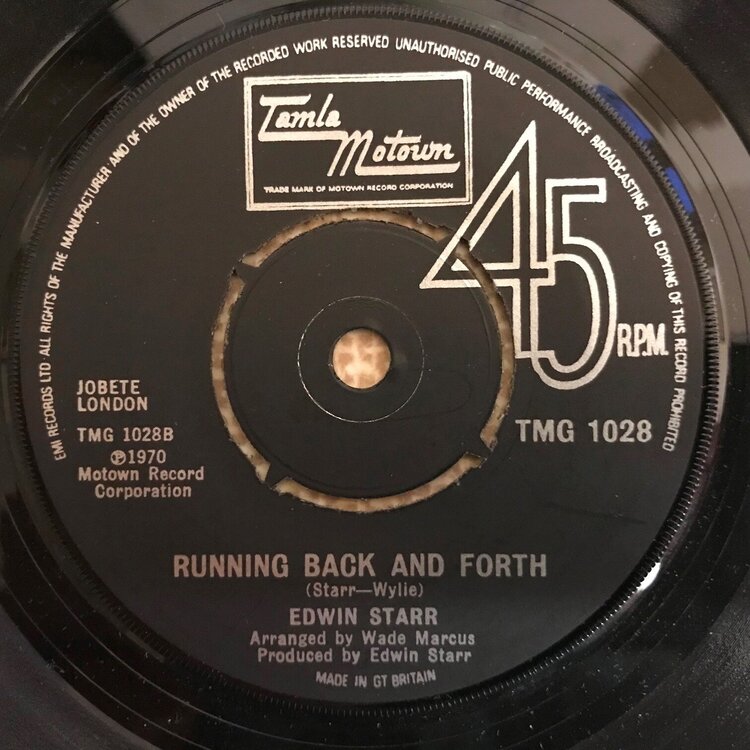 EMI RECORDS LTD ALL RIGHTS OF THE MANUFACTURER AND OF THE OWNER OF THE RECORDED WORK RESERVED UNAUTHORISED PUBLIC PERFORMANCE BROADCASTING AND COPYING OF THIS RECORD PROHIBITED
Tamla
Motown
TRADE MARK OF MOTOWN RECORD CORPORATION
45
R.P.M.
JOBETE
LONDON
TMG 1028B
℗1970
Motown Record
Corporation
TMG 1028
RUNNING BACK AND FORTH
(Starr—Wylie)
EDWIN STARR
Arranged by Wade Marcus
Produced by Edwin Starr
MADE IN GT BRITAIN